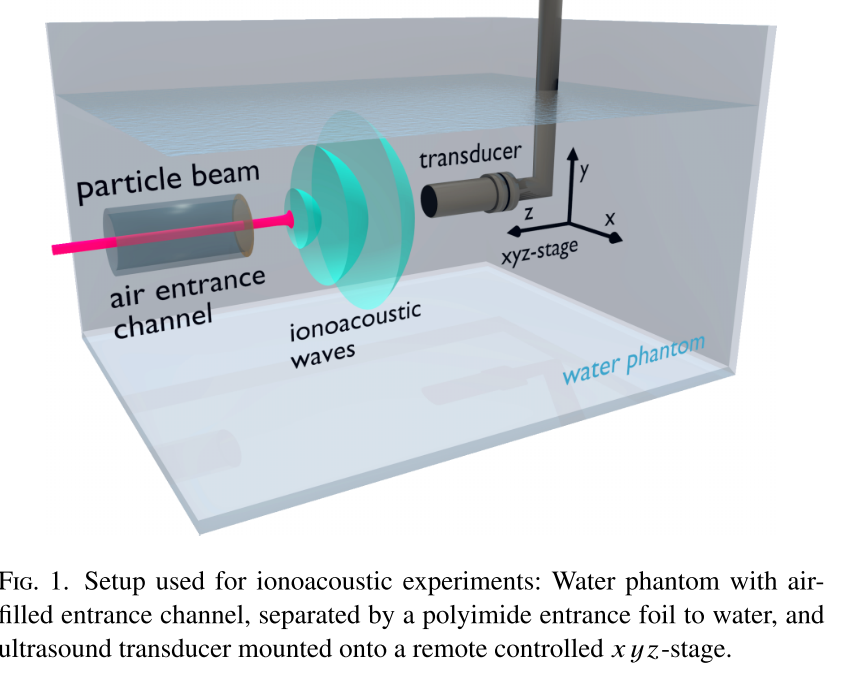 particle beam
transducer
y
z
x
xyz-stage
air entrance
channel
ionoacoustic
waves
water phantom
FIG. 1. Setup used for ionoacoustic experiments: Water phantom with air-
filled entrance channel, separated by a polyimide entrance foil to water, and
ultrasound transducer mounted onto a remote controlled xyz-stage.